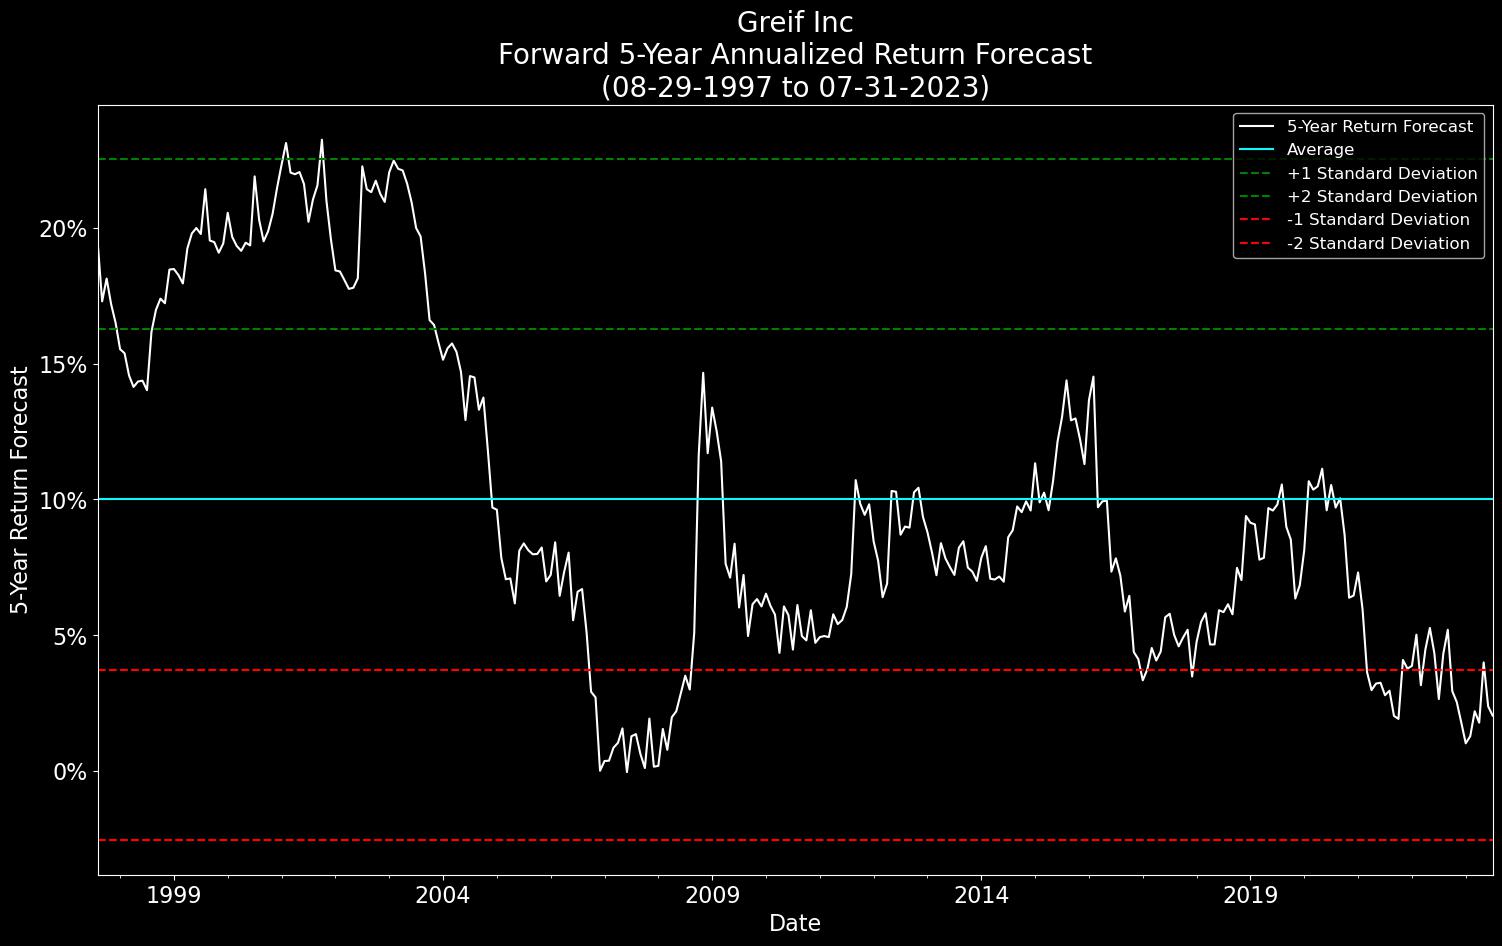 Greif Inc
Forward 5-Year Annualized Return Forecast
(08-29-1997 to 07-31-2023)
5-Year Return Forecast
Average
+1 Standard Deviation
+2 Standard Deviation
-1 Standard Deviation
-2 Standard Deviation
5-Year Return Forecast
20%
15%
10%
5%
0%
1999 2004 2009 2014 2019
Date